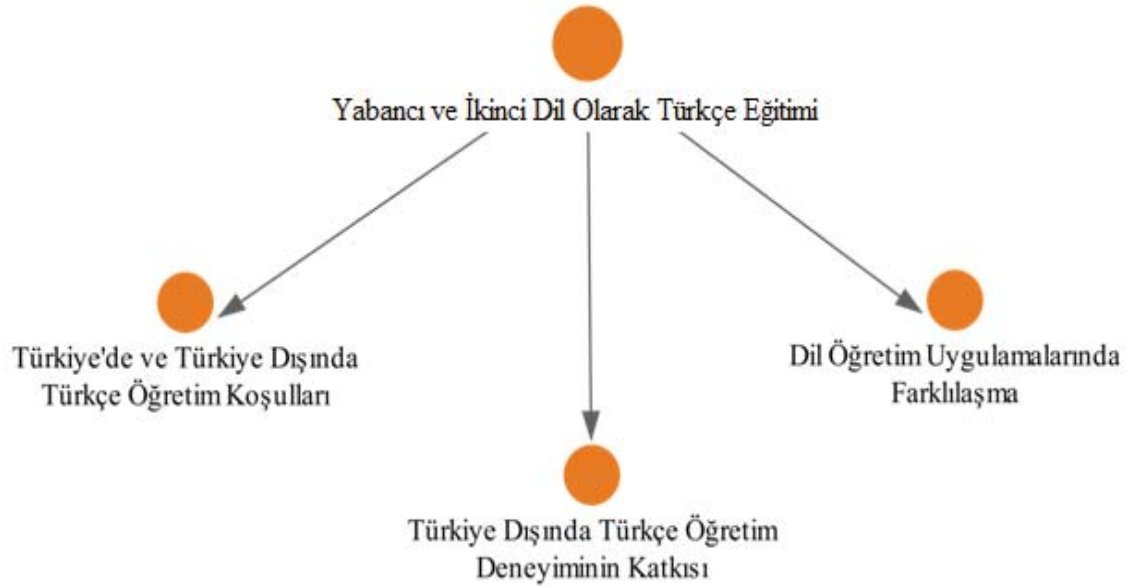 Yabancı ve İkinci Dil Olarak Türkçe Eğitimi
Türkiye'de ve Türkiye Dışında
Türkçe Öğretim Koşulları
Dil Öğretim Uygulamalarında
Farklılaşma
Türkiye Dışında Türkçe Öğretim
Deneyiminin Katkısı